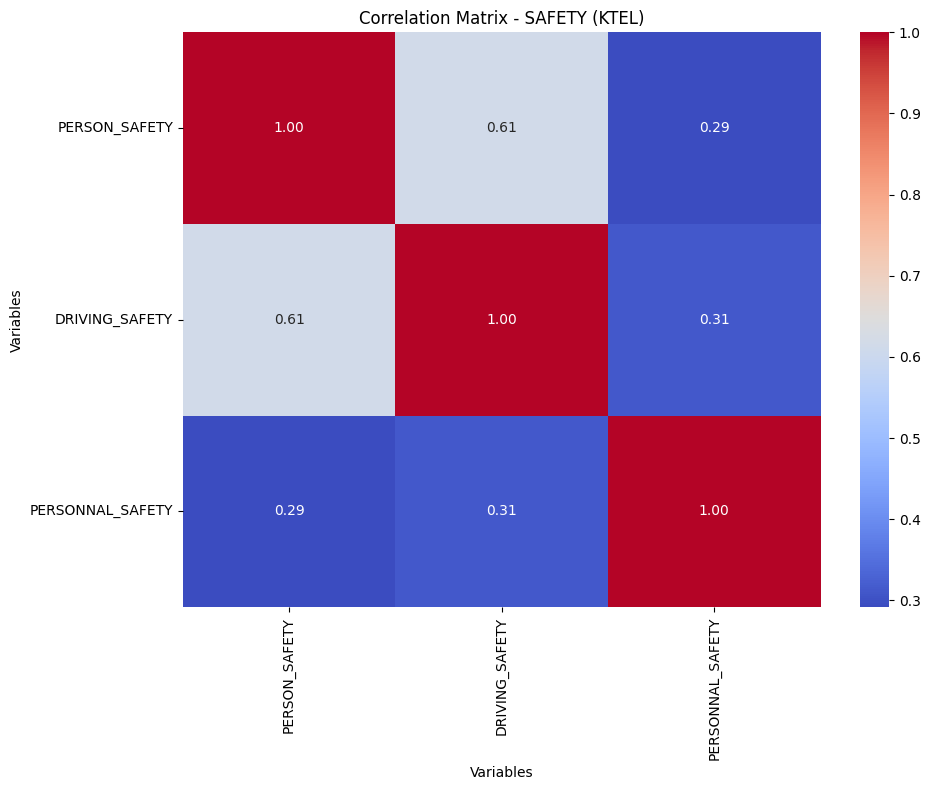 Correlation Matrix - SAFETY (KTEL)
Variables
PERSON_SAFETY
1.00
0.61
0.29
DRIVING_SAFETY
0.61
1.00
0.31
PERSONNAL_SAFETY
0.29
0.31
1.00
PERSON_SAFETY
DRIVING_SAFETY
PERSONNAL_SAFETY
Variables
1.0
0.9
0.8
0.7
0.6
0.5
0.4
0.3